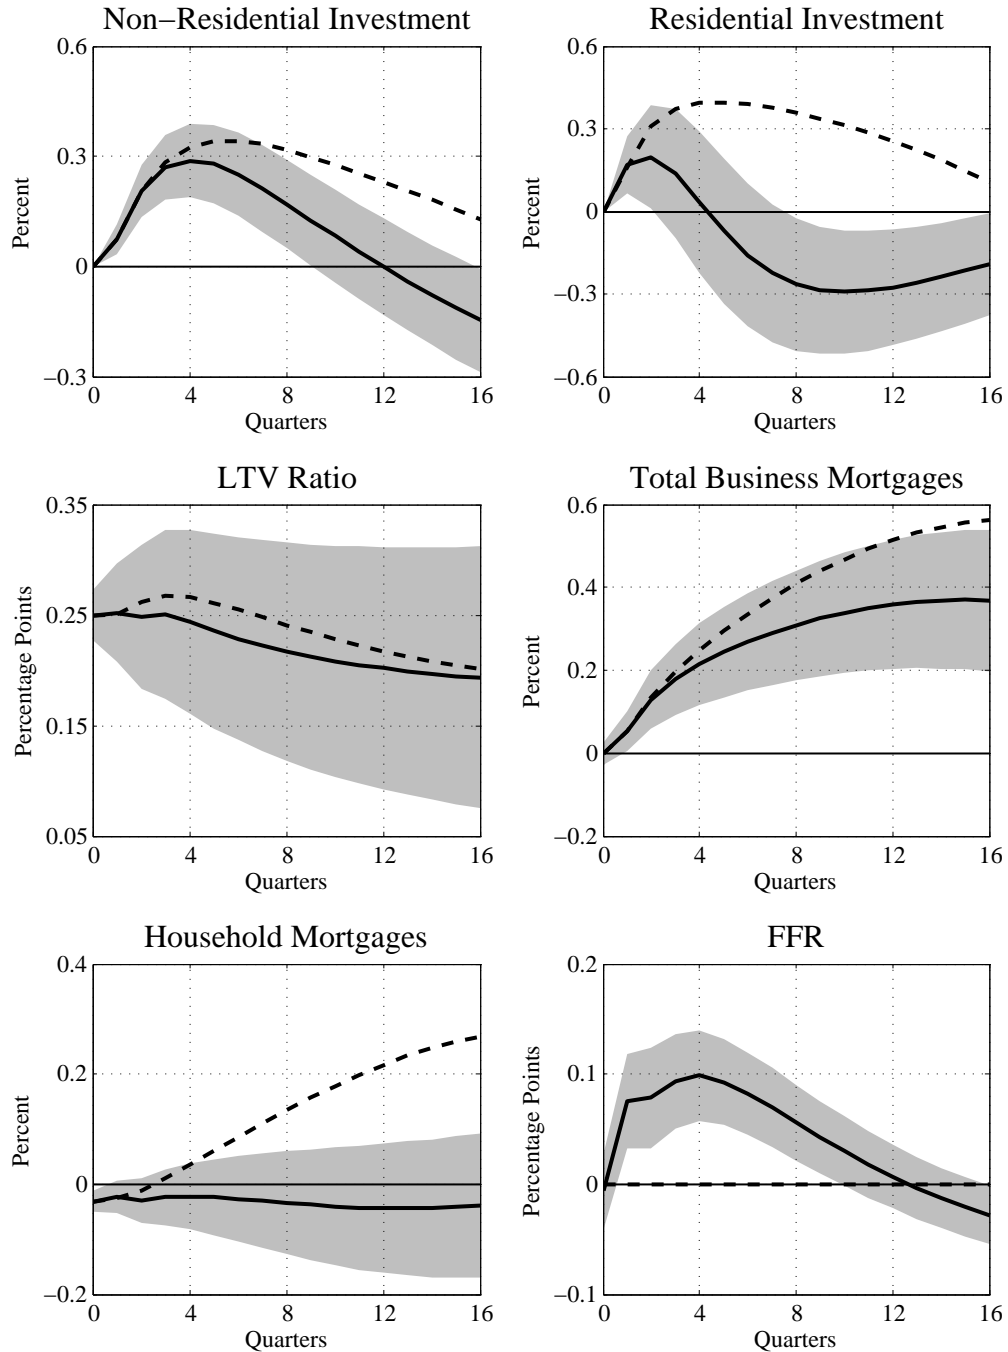 Non−Residential Investment
0.6
0.3
0
−0.3
Percent
0 4 8 12 16
Quarters
Residential Investment
0.6
0.3
0
−0.3
−0.6
Percent
0 4 8 12 16
Quarters
LTV Ratio
0.35
0.25
0.15
0.05
Percentage Points
0 4 8 12 16
Quarters
Total Business Mortgages
0.6
0.4
0.2
0
−0.2
Percent
0 4 8 12 16
Quarters
Household Mortgages
0.4
0.2
0
−0.2
Percent
0 4 8 12 16
Quarters
FFR
0.2
0.1
0
−0.1
Percentage Points
0 4 8 12 16
Quarters